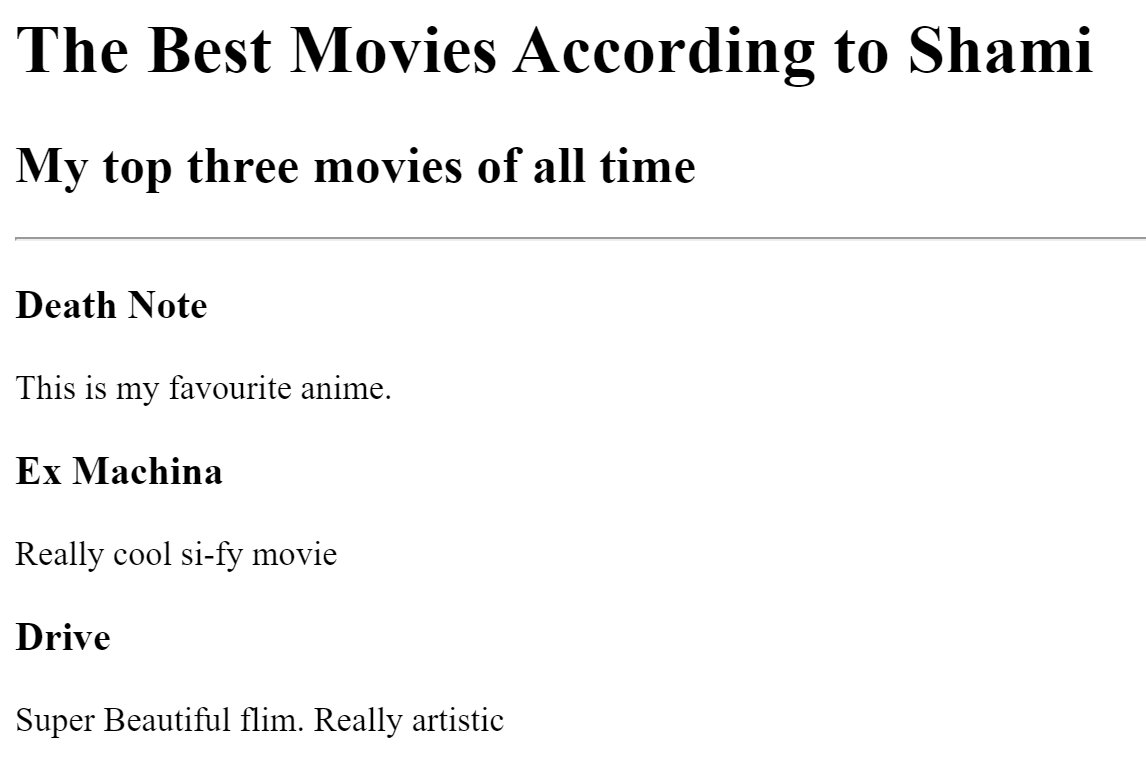 The Best Movies According to Shami
My top three movies of all time
Death Note
This is my favourite anime.
Ex Machina
Really cool si-fy movie
Drive
Super Beautiful flim. Really artistic